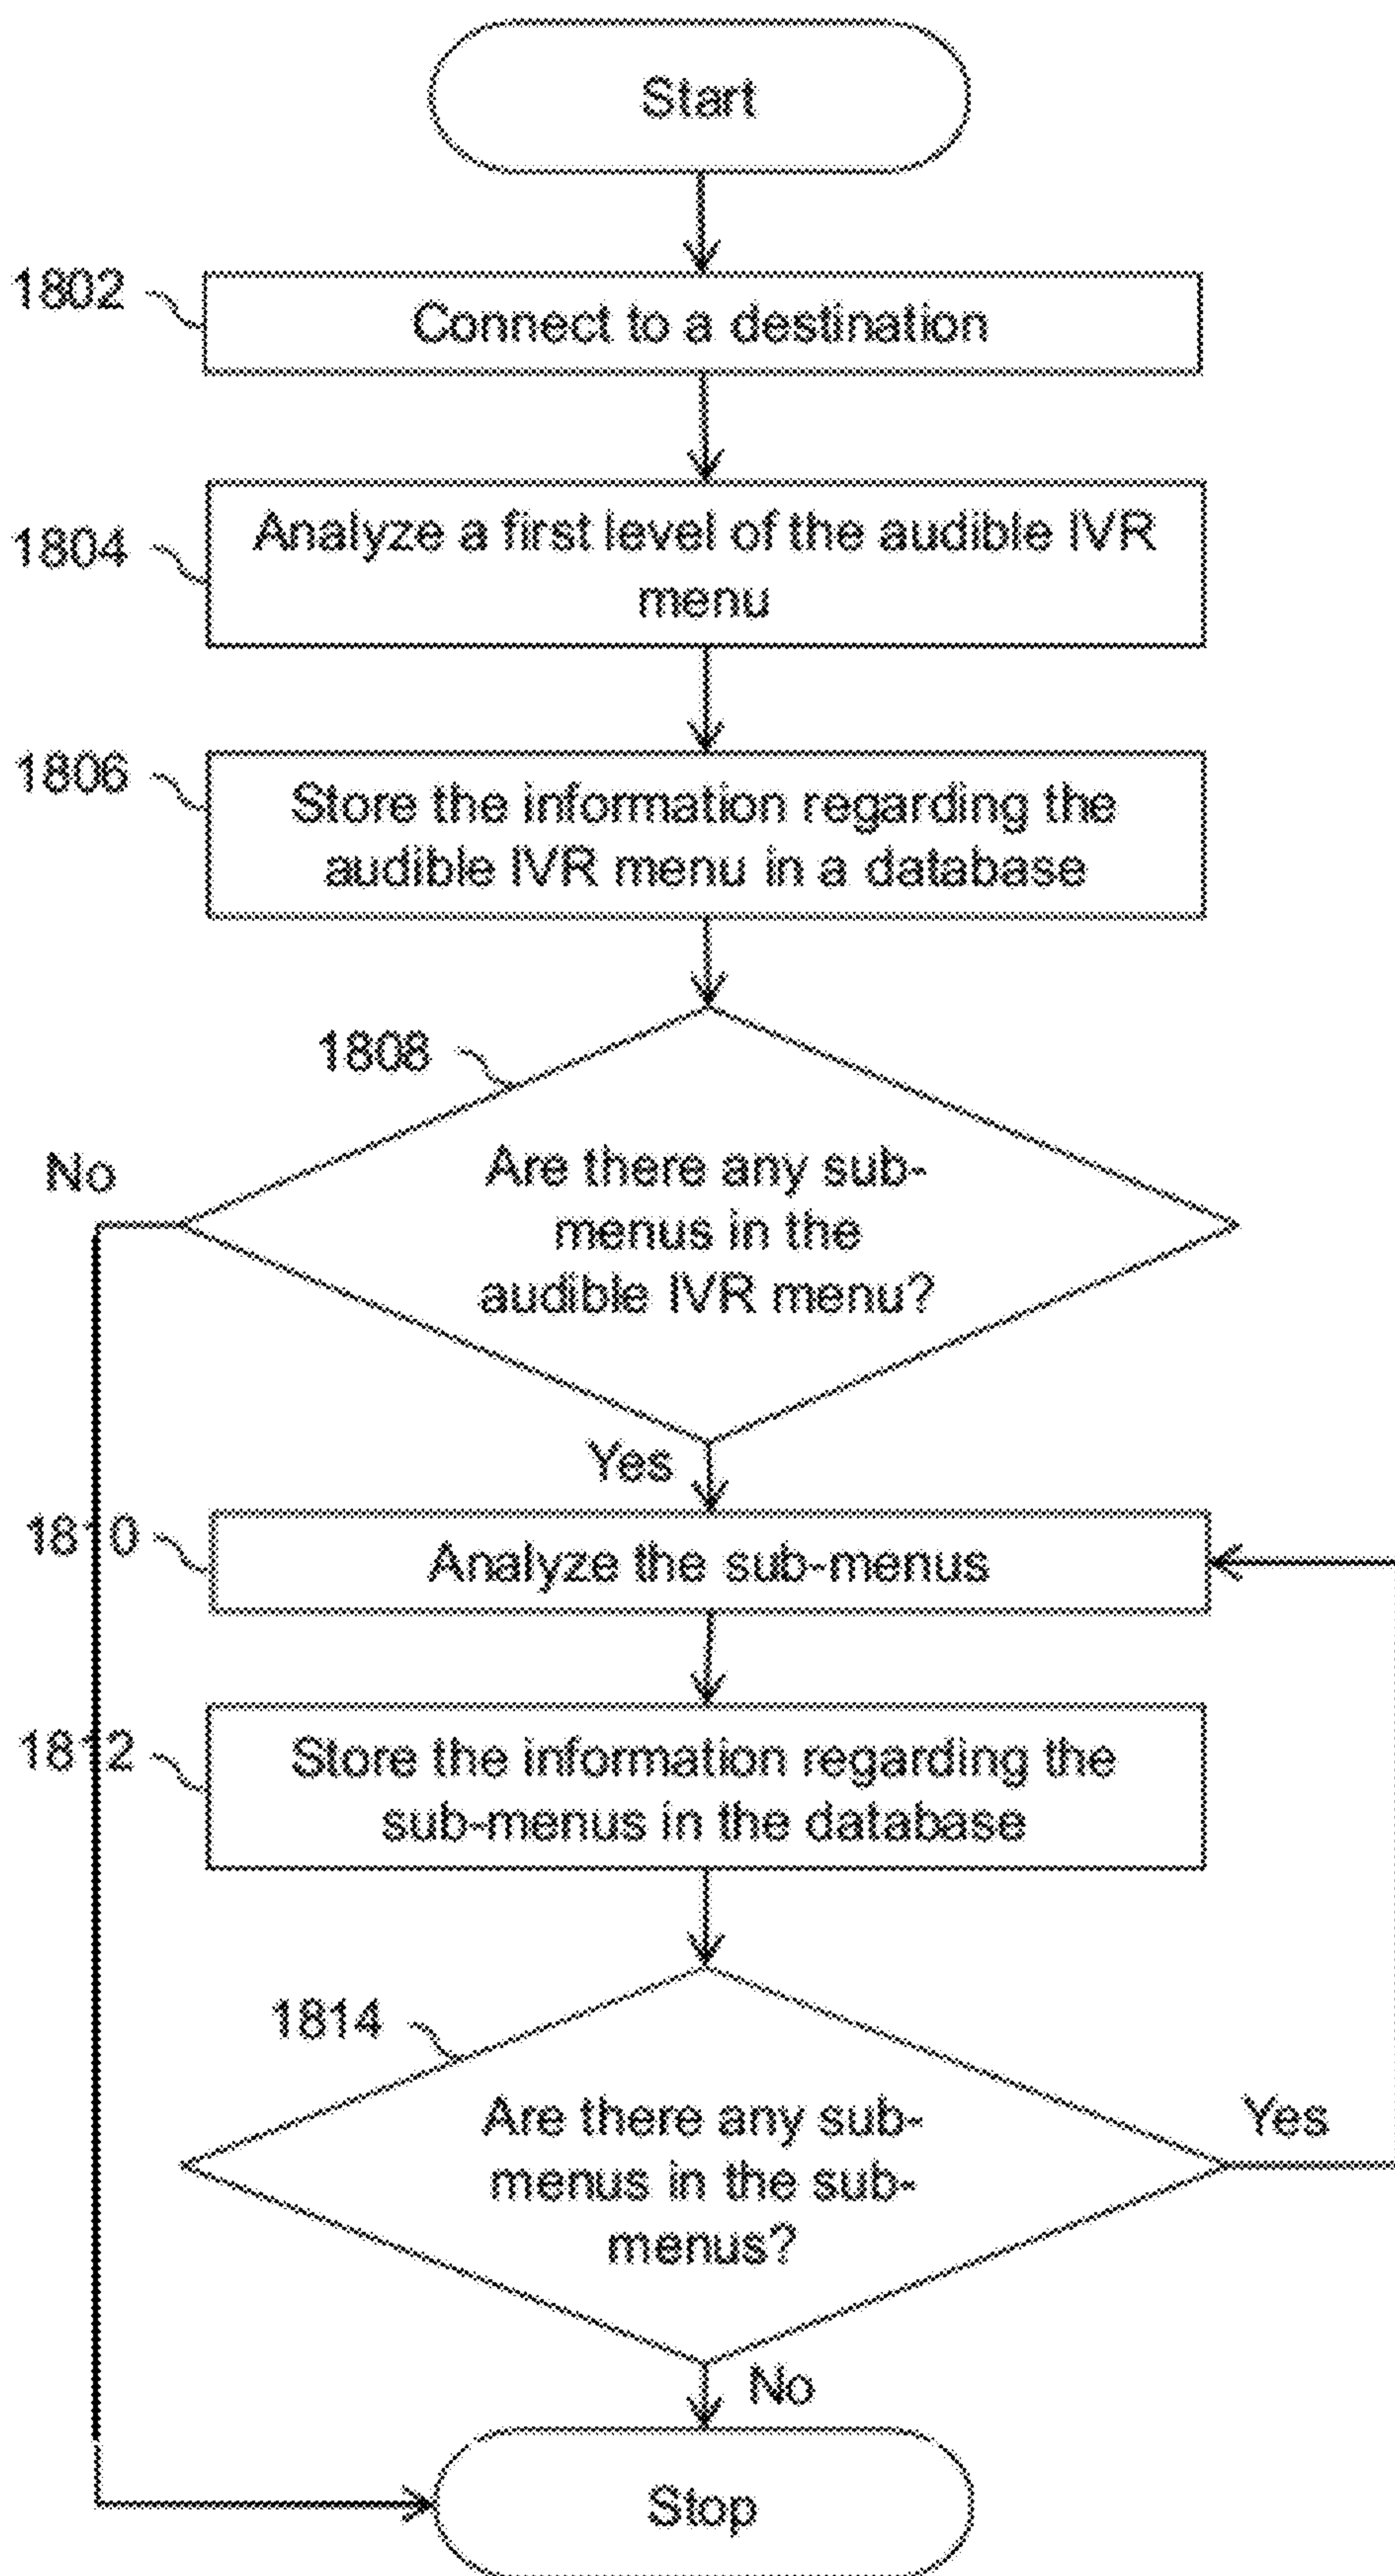 Start
1802
Connect to a destination
1804
Analyze a first level of the audible IVR
menu
1806
Store the information regarding the
audible IVR menu in a database
1808
Are there any sub-
menus in the
audible IVR menu?
No
Yes
1810
Analyze the sub-menus
1812
Store the information regarding the
sub-menus in the database
1814
Are there any sub-
menus in the sub-
menus?
Yes
No
Stop